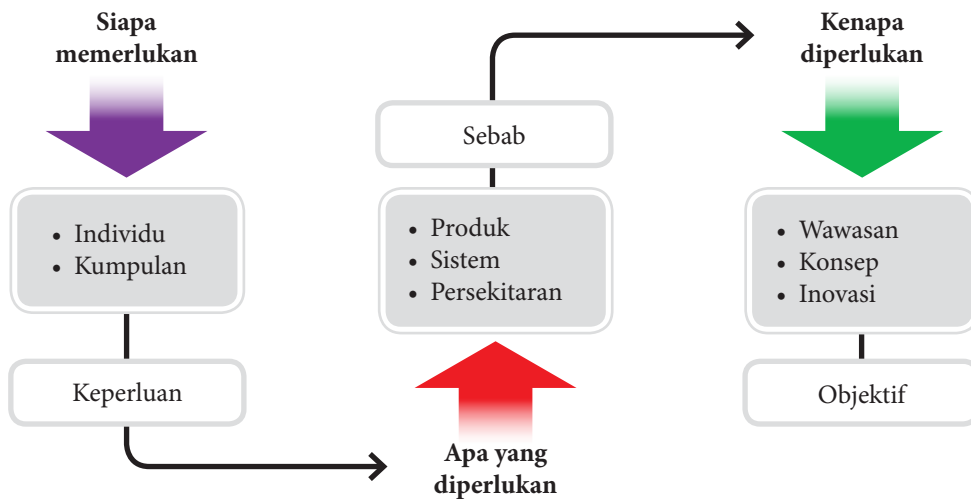 Siapa
memerlukan
• Individu
• Kumpulan
Keperluan
Sebab
• Produk
• Sistem
• Persekitaran
Apa yang
diperlukan
Kenapa
diperlukan
• Wawasan
• Konsep
• Inovasi
Objektif